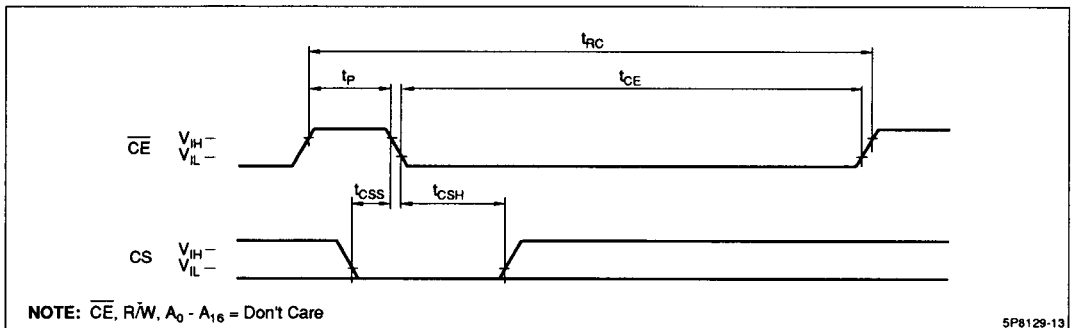 tRC
tP tCE
CE VIH –
VIL –
tCSS tCSH
CS VIH –
VIL –
NOTE: CE, R/W, A0 - A16 = Don't Care
5P8129-13